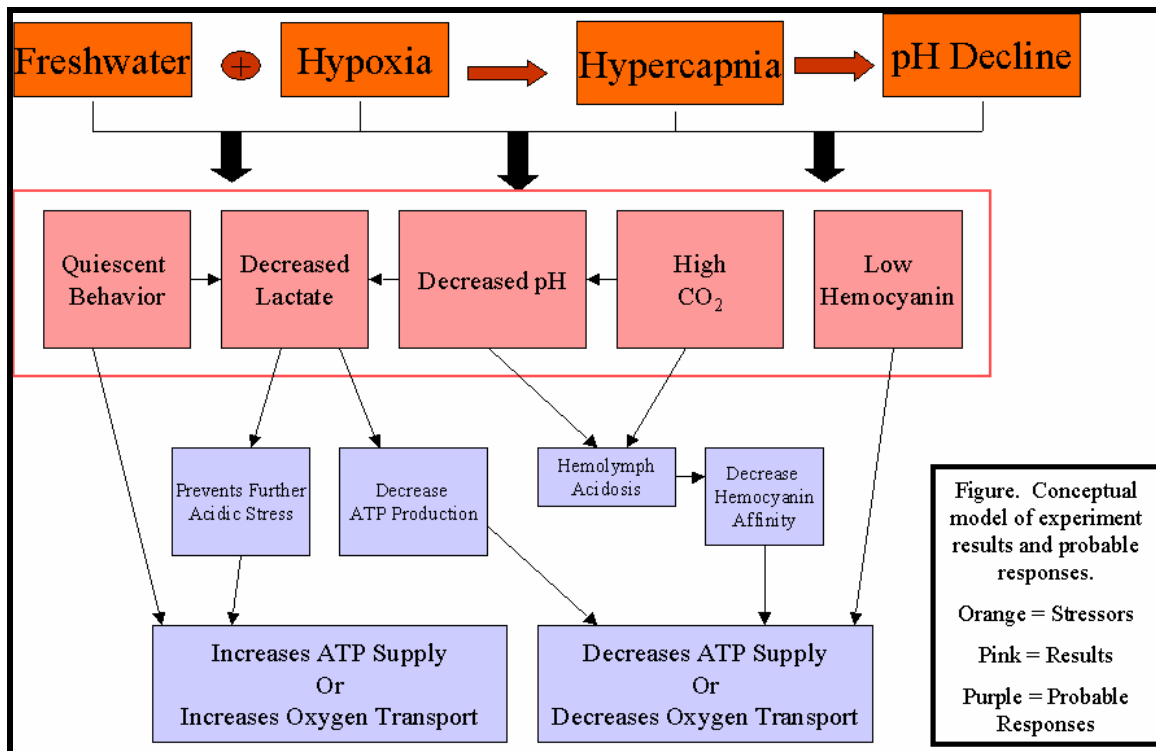 Freshwater
+
Hypoxia
Hypercapnia
pH Decline
Quiescent
Behavior
Decreased
Lactate
Decreased pH
High
CO₂
Low
Hemocyanin
Prevents Further
Acidic Stress
Decrease
ATP Production
Hemolymph
Acidosis
Decrease
Hemocyanin
Affinity
Increases ATP Supply
Or
Increases Oxygen Transport
Decreases ATP Supply
Or
Decreases Oxygen Transport
Figure. Conceptual
model of experiment
results and probable
responses.
Orange = Stressors
Pink = Results
Purple = Probable
Responses